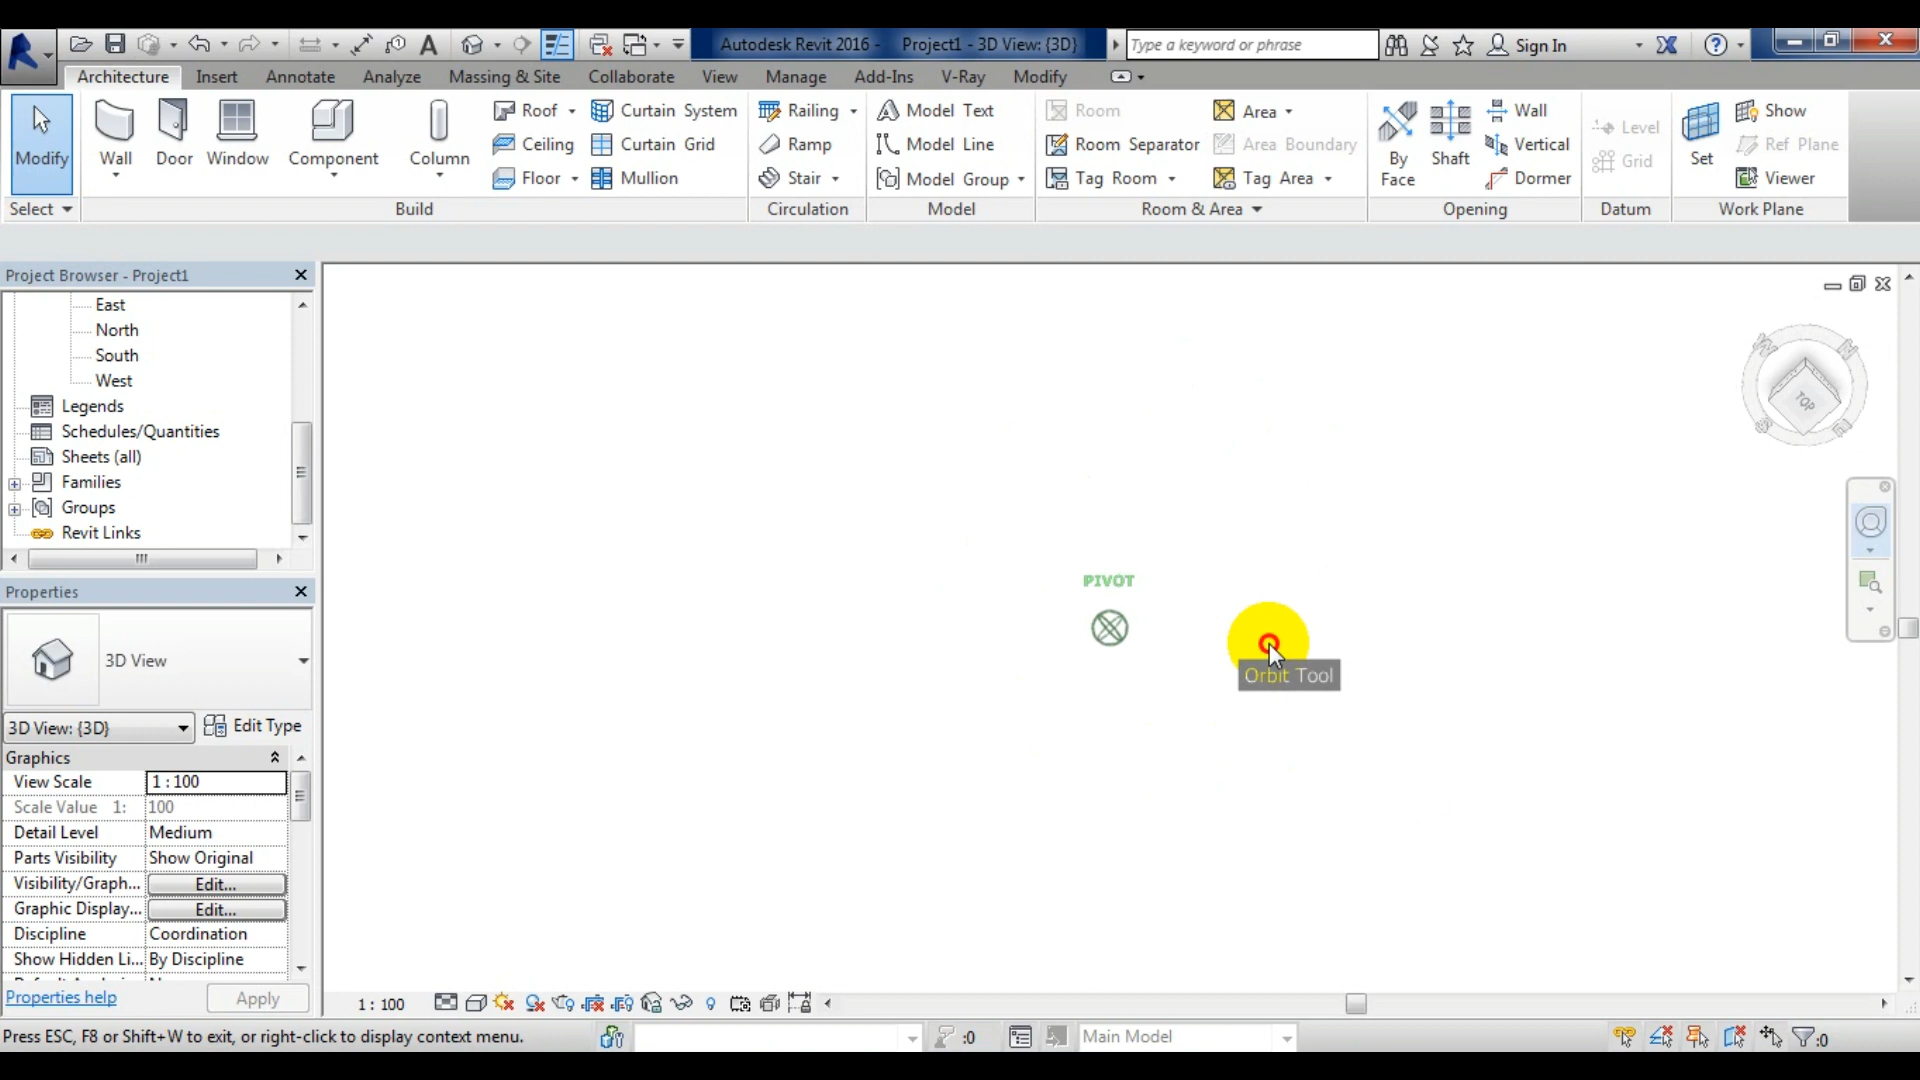 Autodesk Revit 2016 - Project1 - 3D View: {3D}
Type a keyword or phrase
Sign In
Architecture Insert Annotate Analyze Massing & Site Collaborate View Manage Add-Ins V-Ray Modify
Modify
Wall
Door
Window
Component
Column
Roof
Ceiling
Floor
Curtain System
Curtain Grid
Mullion
Railing
Ramp
Stair
Model Text
Model Line
Model Group
Room
Room Separator
Tag Room
Area
Area Boundary
Tag Area
By Face
Shaft
Wall
Vertical
Dormer
Level
Grid
Set
Show
Ref Plane
Viewer
Select Build Circulation Model Room & Area Opening Datum Work Plane
Project Browser - Project1
East
North
South
West
Legends
Schedules/Quantities
Sheets (all)
Families
Groups
Revit Links
Properties
3D View
3D View: {3D} Edit Type
Graphics
View Scale 1 : 100
Scale Value 1: 100
Detail Level Medium
Parts Visibility Show Original
Visibility/Graph... Edit...
Graphic Display... Edit...
Discipline Coordination
Show Hidden Li... By Discipline
Properties help Apply
PIVOT
Orbit Tool
TOP
1 : 100
Press ESC, F8 or Shift+W to exit, or right-click to display context menu.
:0
Main Model
:0